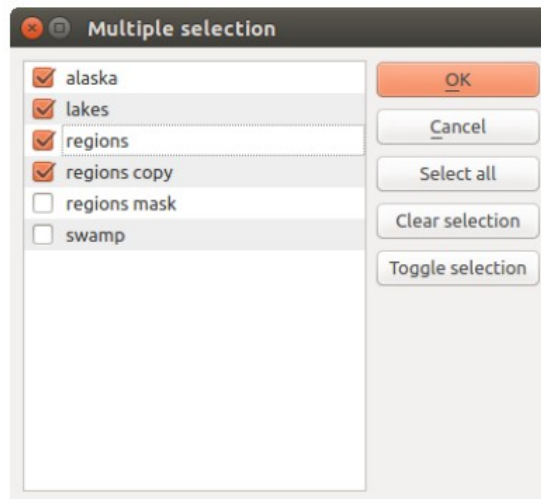 Multiple selection
alaska
lakes
regions
regions copy
regions mask
swamp
OK
Cancel
Select all
Clear selection
Toggle selection